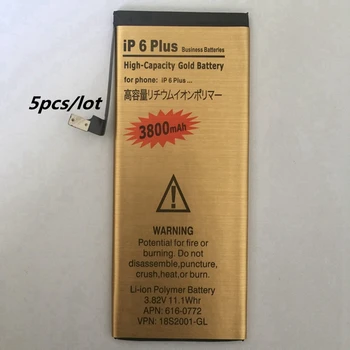 iP 6 Plus
Business Batteries
High-Capacity Gold Battery
for phone: iP 6 Plus...
高容量リチウムイオンポリマー
3800mAh
5pcs/lot
WARNING
Potential for fire or
burning. Do not
disassemble,puncture,
crush,heat,or burn
Li-ion Polymer Battery
3.82V 11.1Whr
APN: 616-0772
VPN: 18S2001-GL